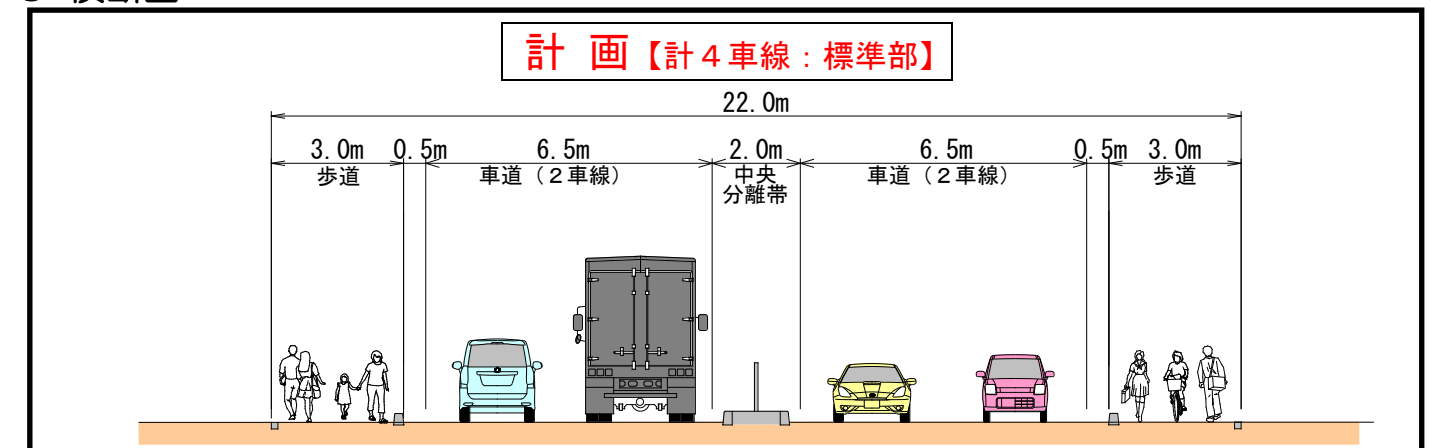 計 画【計４車線：標準部】
22.0m
3.0m 0.5m 6.5m 2.0m 6.5m 0.5m 3.0m
歩道 車道（２車線） 中央 車道（２車線） 歩道
分離帯